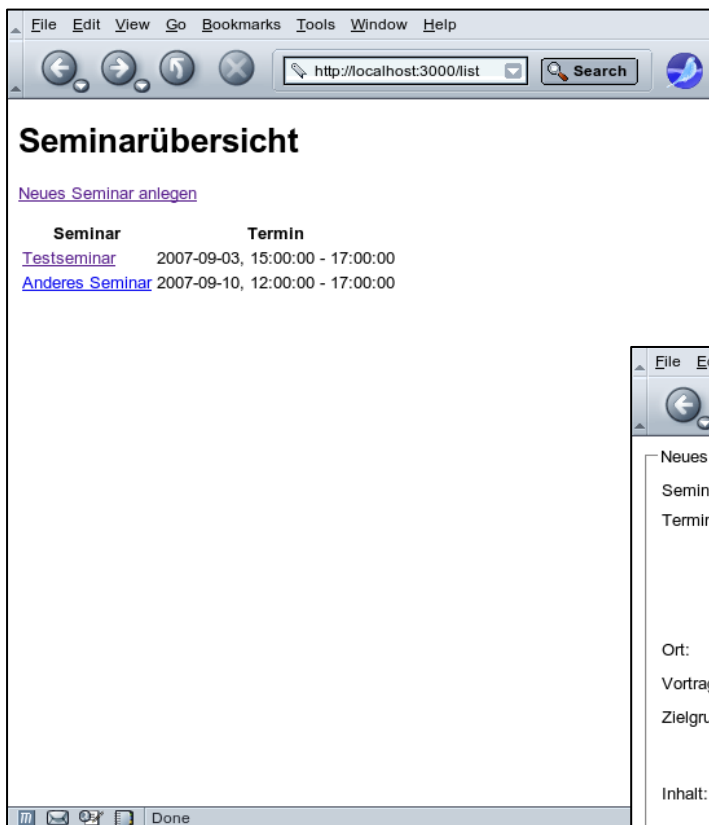 File Edit View Go Bookmarks Tools Window Help
http://localhost:3000/list Search
Seminarübersicht
Neues Seminar anlegen
Seminar Termin
Testseminar 2007-09-03, 15:00:00 - 17:00:00
Anderes Seminar 2007-09-10, 12:00:00 - 17:00:00
Done
File
Neues
Ort:
Inhalt: